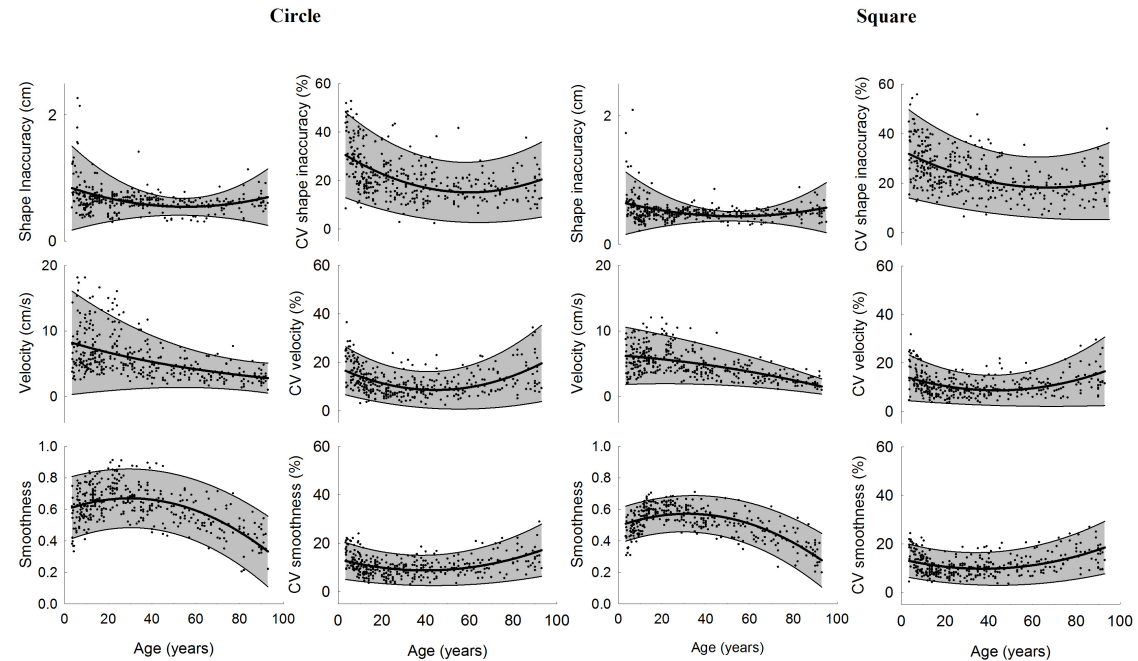 Circle
Square
Shape Inaccuracy (cm)
2
0
CV shape inaccuracy (%)
60
40
20
0
Shape inaccuracy (cm)
2
0
CV shape inaccuracy (%)
60
40
20
0
Velocity (cm/s)
20
10
0
CV velocity (%)
60
40
20
0
Velocity (cm/s)
20
10
0
CV velocity (%)
60
40
20
0
Smoothness
1.0
0.8
0.6
0.4
0.2
0.0
0 20 40 60 80 100
Age (years)
CV smoothness (%)
60
40
20
0
0 20 40 60 80 100
Age (years)
Smoothness
1.0
0.8
0.6
0.4
0.2
0.0
0 20 40 60 80 100
Age (years)
CV smoothness (%)
60
40
20
0
0 20 40 60 80 100
Age (years)